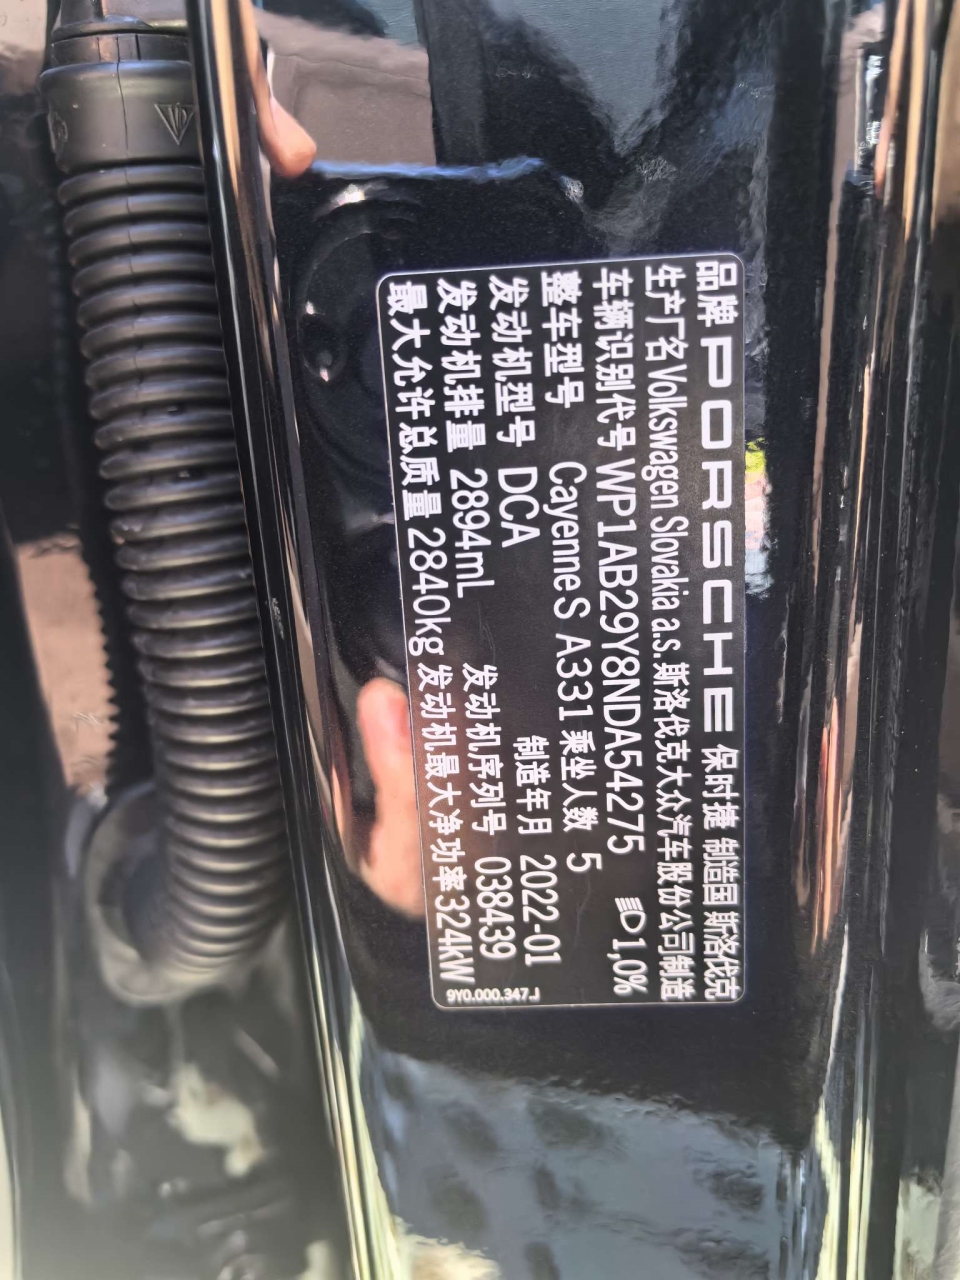 品牌 PORSCHE 保时捷 制造国 斯洛伐克
生产厂名 Volkswagen Slovakia a.s.斯洛伐克大众汽车股份公司制造
车辆识别代号 WP1AB29Y8NDA54275 1,0%
整车型号 CayenneS A331 乘坐人数 5
发动机型号 DCA 制造年月 2022-01
发动机排量 2894mL 发动机序列号 038439
最大允许总质量 2840kg 发动机最大净功率324kW
9Y0.000.347.J